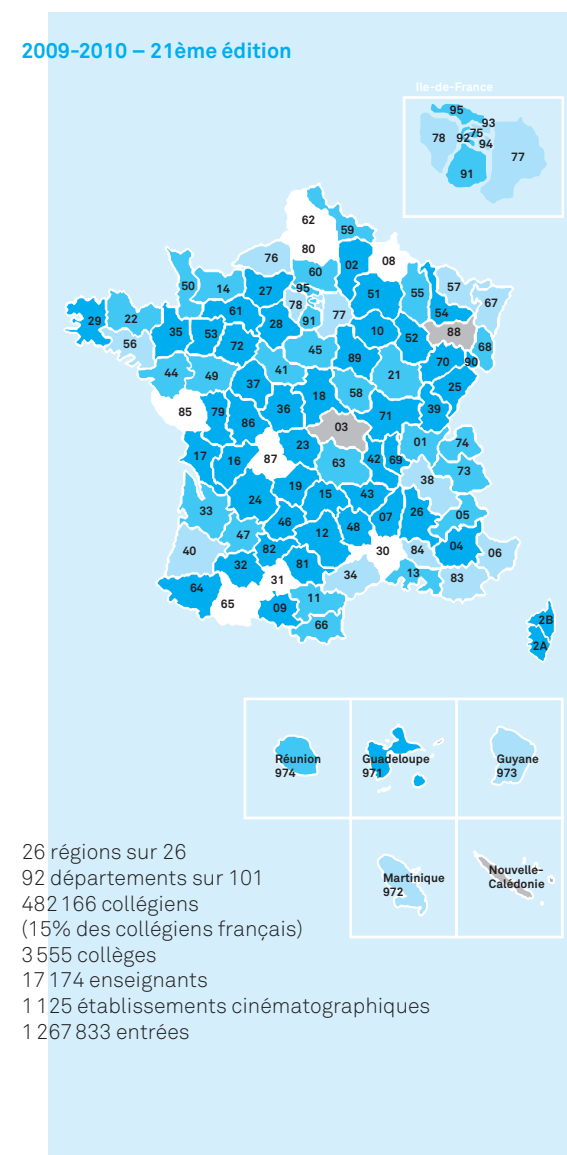 2009-2010 – 21ème édition
Ile-de-France
95
93
78 92 75
94
77
91
62
59
80
76 08
60 02
50 14 27 95 51 55 57
78 67
61 77 54
29 22 28 91
35 53 10 52 88
56 72 45 68
89 70 90
44 49 41 21
37 25
18 58
85 79 36 71 39
86 03
23 01 74
17 16 87 63 42 69
73
38
19
24 15 43
33 26 05
46 48 07
47 12
40 82 30 84 04 06
32 81
31 34 13 83
64
65 09 11
66
2B
2A
Réunion
974
Guadeloupe
971
Guyane
973
Martinique
972
Nouvelle-
Calédonie
26 régions sur 26
92 départements sur 101
482 166 collégiens
(15% des collégiens français)
3 555 collèges
17 174 enseignants
1 125 établissements cinématographiques
1 267 833 entrées